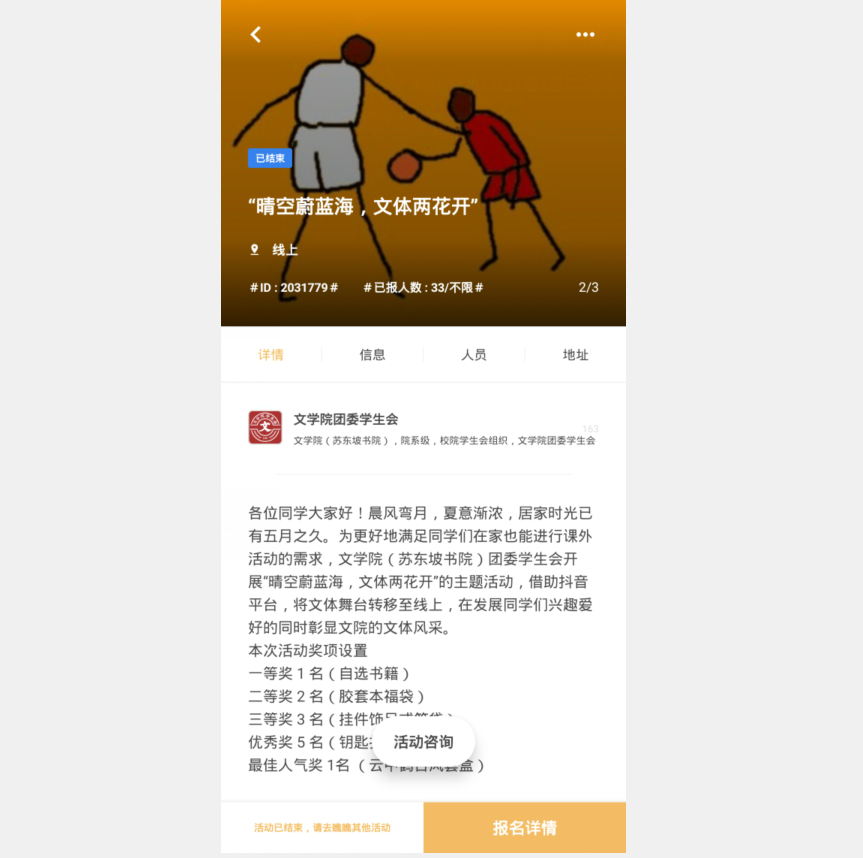 已结束
“晴空蔚蓝海，文体两花开”
线上
#ID : 2031779 #
#已报人数 : 33/不限 #
2/3
详情
信息
人员
地址
文
文学院团委学生会
163
文学院（苏东坡书院），院系级，校院学生会组织，文学院团委学生会
各位同学大家好！晨风弯月，夏意渐浓，居家时光已
有五月之久。为更好地满足同学们在家也能进行课外
活动的需求，文学院（苏东坡书院）团委学生会开
展“晴空蔚蓝海，文体两花开”的主题活动，借助抖音
平台，将文体舞台转移至线上，在发展同学们兴趣爱
好的同时彰显文院的文体风采。
本次活动奖项设置
一等奖 1 名（自选书籍）
二等奖 2 名（胶套本福袋）
三等奖 3 名（挂件饰
优秀奖 5 名（钥匙
最佳人气奖 1名 （云
盒）
活动咨询
活动已结束，请去瞧瞧其他活动
报名详情